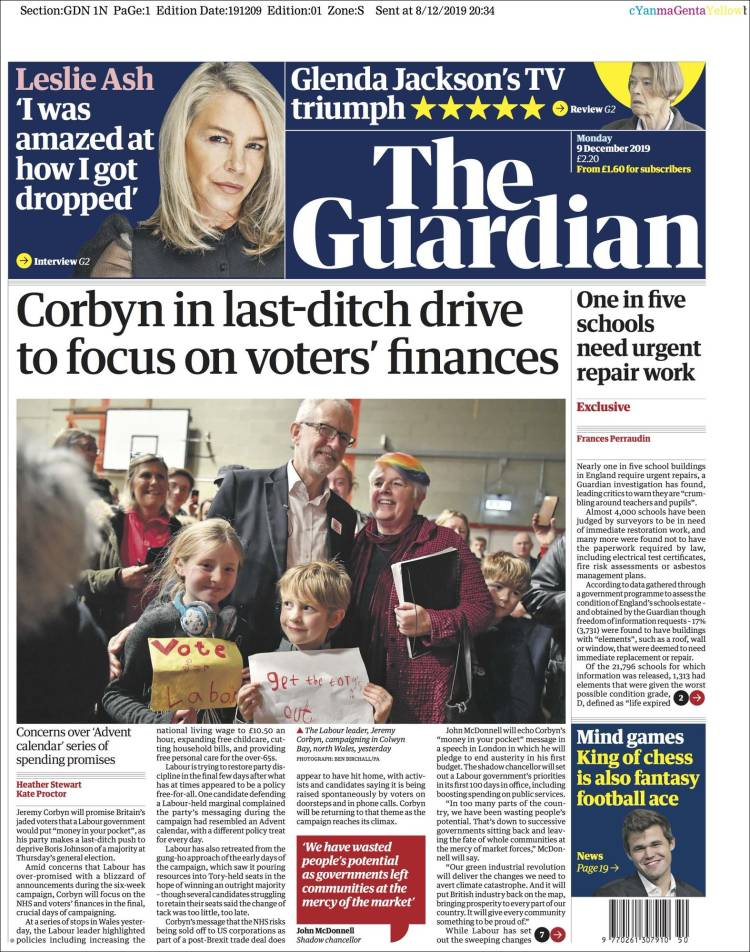 Section:GDN 1N PaGe:1 Edition Date:191209 Edition:01 Zone:S Sent at 8/12/2019 20:34
cYanmaGentaYellowb
Leslie Ash
‘I was
amazed at
how I got
dropped’
Interview G2
Glenda Jackson’s TV
triumph ★★★★★
Review G2
Monday
9 December 2019
£2.20
From £1.60 for subscribers
The
Guardian
Corbyn in last-ditch drive
to focus on voters’ finances
Vote
for
Labo
get the tor
out
Concerns over ‘Advent
calendar’ series of
spending promises
Heather Stewart
Kate Proctor
Jeremy Corbyn will promise Britain’s
jaded voters that a Labour government
would put “money in your pocket”, as
his party makes a last-ditch push to
deprive Boris Johnson of a majority at
Thursday’s general election.
Amid concerns that Labour has
over-promised with a blizzard of
announcements during the six-week
campaign, Corbyn will focus on the
NHS and voters’ finances in the final,
crucial days of campaigning.
At a series of stops in Wales yester-
day, the Labour leader highlighted
policies including increasing the
national living wage to £10.50 an
hour, expanding free childcare, cut-
ting household bills, and providing
free personal care for the over-65s.
Labour is trying to restore party dis-
cipline in the final few days after what
has at times appeared to be a policy
free-for-all. One candidate defending
a Labour-held marginal complained
the party’s messaging during the
campaign had resembled an Advent
calendar, with a different policy treat
for every day.
Labour has also retreated from the
gung-ho approach of the early days of
the campaign, which saw it pouring
resources into Tory-held seats in the
hope of winning an outright majority
– though several candidates struggling
to retain their seats said the change of
tack was too little, too late.
Corbyn’s message that the NHS risks
being sold off to US corporations as
part of a post-Brexit trade deal does
▲ The Labour leader, Jeremy
Corbyn, campaigning in Colwyn
Bay, north Wales, yesterday
PHOTOGRAPH: BEN BIRCHALL/PA
appear to have hit home, with activ-
ists and candidates saying it is being
raised spontaneously by voters on
doorsteps and in phone calls. Corbyn
will be returning to that theme as the
campaign reaches its climax.
‘We have wasted
people’s potential
as governments left
communities at the
mercy of the market’
John McDonnell
Shadow chancellor
John McDonnell will echo Corbyn’s
“money in your pocket” message in
a speech in London in which he will
pledge to end austerity in his first
budget. The shadow chancellor will set
out a Labour government’s priorities
in its first 100 days in office, including
boosting spending on public services.
“In too many parts of the coun-
try, we have been wasting people’s
potential. That’s down to successive
governments sitting back and leav-
ing the fate of whole communities
at the mercy of market forces,” McDon-
nell will say.
“Our green industrial revolution
will deliver the changes we need to
avert climate catastrophe. And it will
put British industry back on the map,
bringing prosperity to every part of our
country. It will give every community
something to be proud of.”
While Labour has set
out the sweeping changes
7
One in five
schools
need urgent
repair work
Exclusive
Frances Perraudin
Nearly one in five school buildings
in England require urgent repairs, a
Guardian investigation has found,
leading critics to warn they are “crum-
bling around teachers and pupils”.
Almost 4,000 schools have been
judged by surveyors to be in need
of immediate restoration work, and
many more were found not to have
the paperwork required by law,
including electrical test certificates,
fire risk assessments or asbestos
management plans.
According to data gathered through
a government programme to assess the
condition of England’s schools estate –
and obtained by the Guardian though
freedom of information requests – 17%
(3,731) were found to have buildings
with “elements”, such as a roof, wall
or window, that were deemed to need
immediate replacement or repair.
Of the 21,796 schools for which
information was released, 1,313 had
elements that were given the worst
possible condition grade,
D, defined as “life expired
2
Mind games
King of chess
is also fantasy
football ace
News
Page 19
9 770261 307910 50